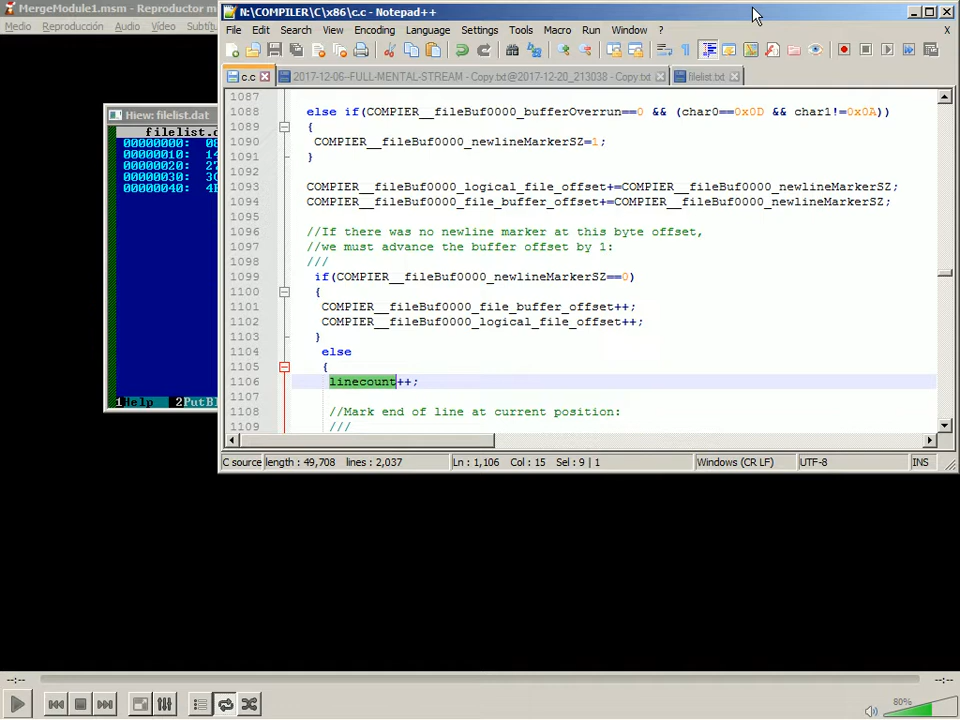 MergeModule1.msm - Reproductor m
Medio Reproducción Audio Vídeo
Hiew: filelist.dat
filelist.d
00000000: 08
00000010: 14
00000020: 27
00000030: 3C
00000040:
1Help 2PutBl
N:\COMPILER\C\x86\c.c - Notepad++
File Edit Search View Encoding Language Settings Tools Macro Run Window ? X
c.c 2017-12-06--FULL-MENTAL-STREAM - Copy.txt@2017-12-20_213038 - Copy.txt filelist.txt
1087
1088 else if(COMPIER__fileBuf0000_bufferOverrun==0 && (char0==0x0D && char1!=0x0A))
1089 {
1090 COMPIER__fileBuf0000_newlineMarkerSZ=1;
1091 }
1092
1093 COMPIER__fileBuf0000_logical_file_offset+=COMPIER__fileBuf0000_newlineMarkerSZ;
1094 COMPIER__fileBuf0000_file_buffer_offset+=COMPIER__fileBuf0000_newlineMarkerSZ;
1095
1096 //If there was no newline marker at this byte offset,
1097 //we must advance the buffer offset by 1:
1098 ///
1099 if(COMPIER__fileBuf0000_newlineMarkerSZ==0)
1100 {
1101 COMPIER__fileBuf0000_file_buffer_offset++;
1102 COMPIER__fileBuf0000_logical_file_offset++;
1103 }
1104 else
1105 {
1106 linecount++;
1107
1108 //Mark end of line at current position:
1109 ///
C source length : 49,708 lines : 2,037 Ln : 1,106 Col : 15 Sel : 9 | 1 Windows (CR LF) UTF-8 INS
--:-- --:--
80%